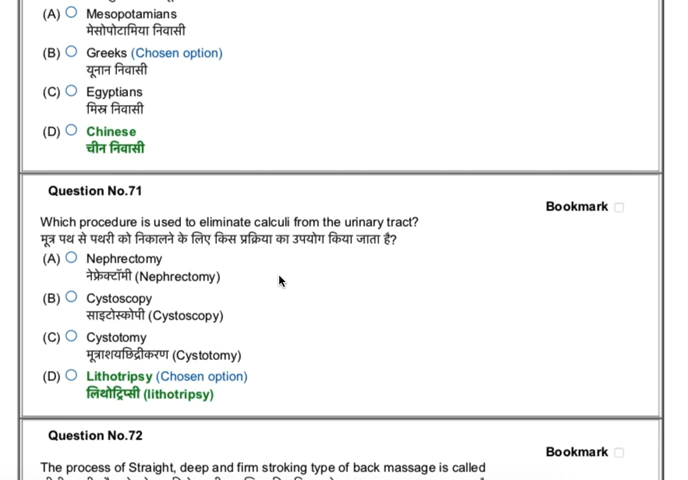 (A) Mesopotamians
मेसोपोटामिया निवासी
(B) Greeks (Chosen option)
यूनान निवासी
(C) Egyptians
मिस्र निवासी
(D) Chinese
चीन निवासी
Question No.71
Bookmark
Which procedure is used to eliminate calculi from the urinary tract?
मूत्र पथ से पथरी को निकालने के लिए किस प्रक्रिया का उपयोग किया जाता है?
(A) Nephrectomy
नेफ्रेक्टॉमी (Nephrectomy)
(B) Cystoscopy
साइटोस्कोपी (Cystoscopy)
(C) Cystotomy
मूत्राशयछिद्रीकरण (Cystotomy)
(D) Lithotripsy (Chosen option)
लिथोट्रिप्सी (lithotripsy)
Question No.72
Bookmark
The process of Straight, deep and firm stroking type of back massage is called